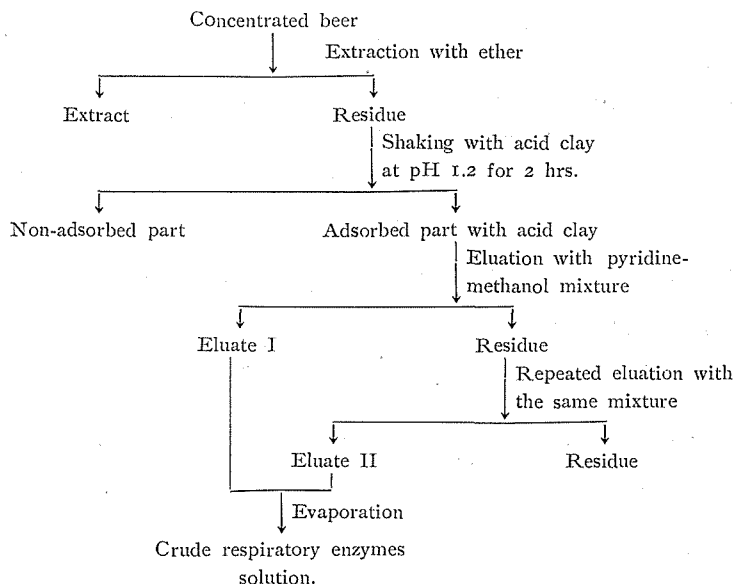 Concentrated beer
Extraction with ether
Extract
Residue
Shaking with acid clay
at pH 1.2 for 2 hrs.
Non-adsorbed part
Adsorbed part with acid clay
Eluation with pyridine-
methanol mixture
Eluate I
Residue
Repeated eluation with
the same mixture
Eluate II
Residue
Evaporation
Crude respiratory enzymes
solution.